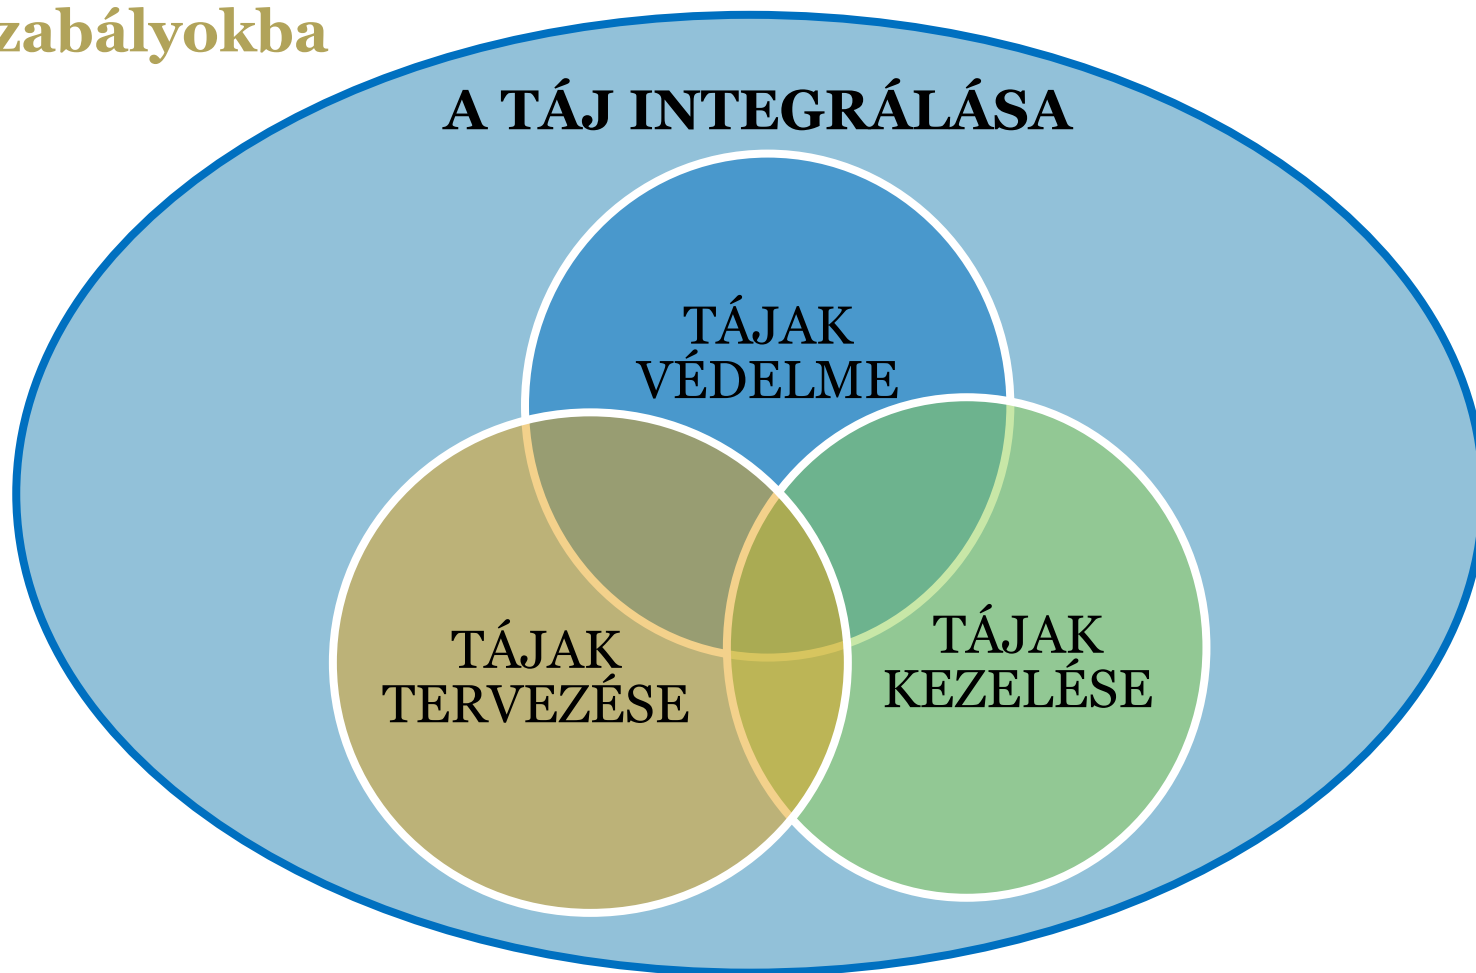 zabályokba
A TÁJ INTEGRÁLÁSA
TÁJAK
VÉDELME
TÁJAK
TERVEZÉSE
TÁJAK
KEZELÉSE